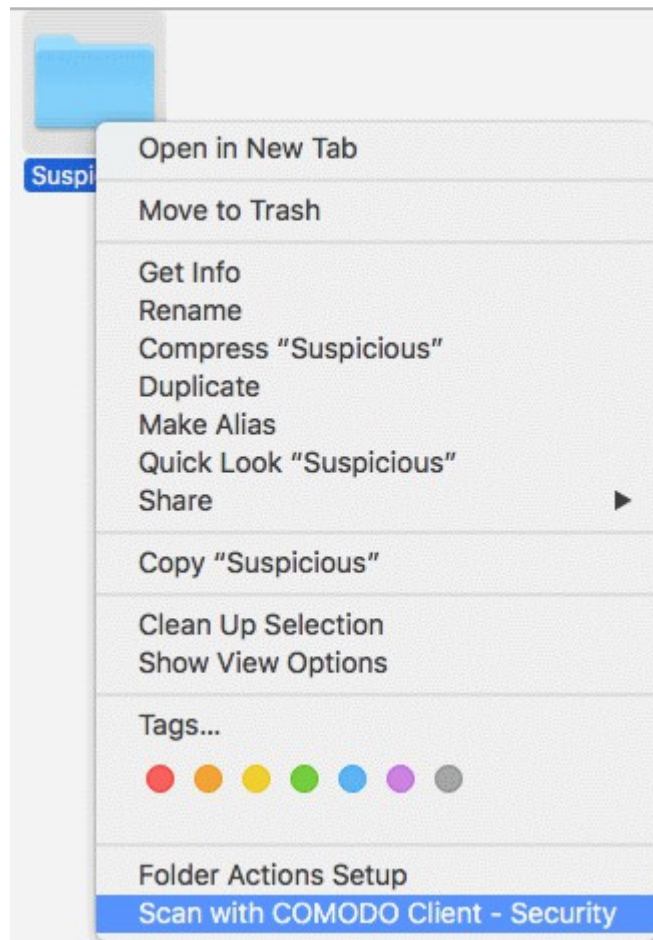 Suspi
Open in New Tab
Move to Trash
Get Info
Rename
Compress “Suspicious”
Duplicate
Make Alias
Quick Look “Suspicious”
Share
Copy “Suspicious”
Clean Up Selection
Show View Options
Tags...
Folder Actions Setup
Scan with COMODO Client - Security